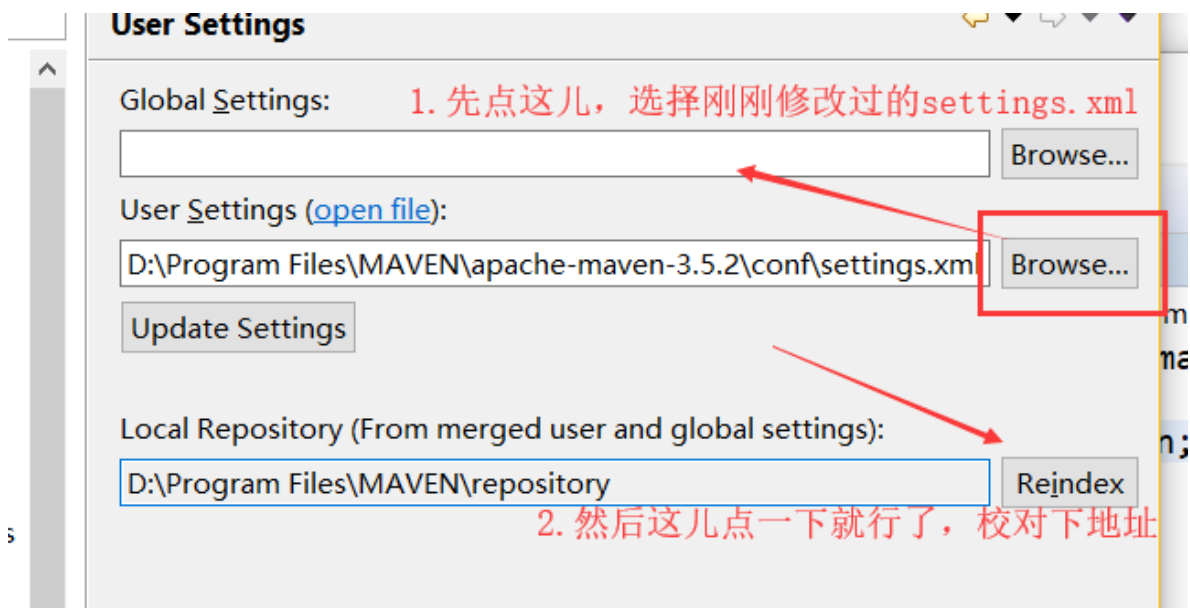 User Settings
Global Settings:
1.先点这儿，选择刚刚修改过的settings.xml
Browse...
User Settings (open file):
D:\Program Files\MAVEN\apache-maven-3.5.2\conf\settings.xml
Browse...
Update Settings
m
ma
Local Repository (From merged user and global settings):
n;
D:\Program Files\MAVEN\repository
Reindex
2.然后这儿点一下就行了，校对下地址
s